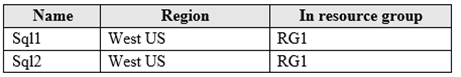 Name Region In resource group
Sql1 West US RG1
Sql2 West US RG1